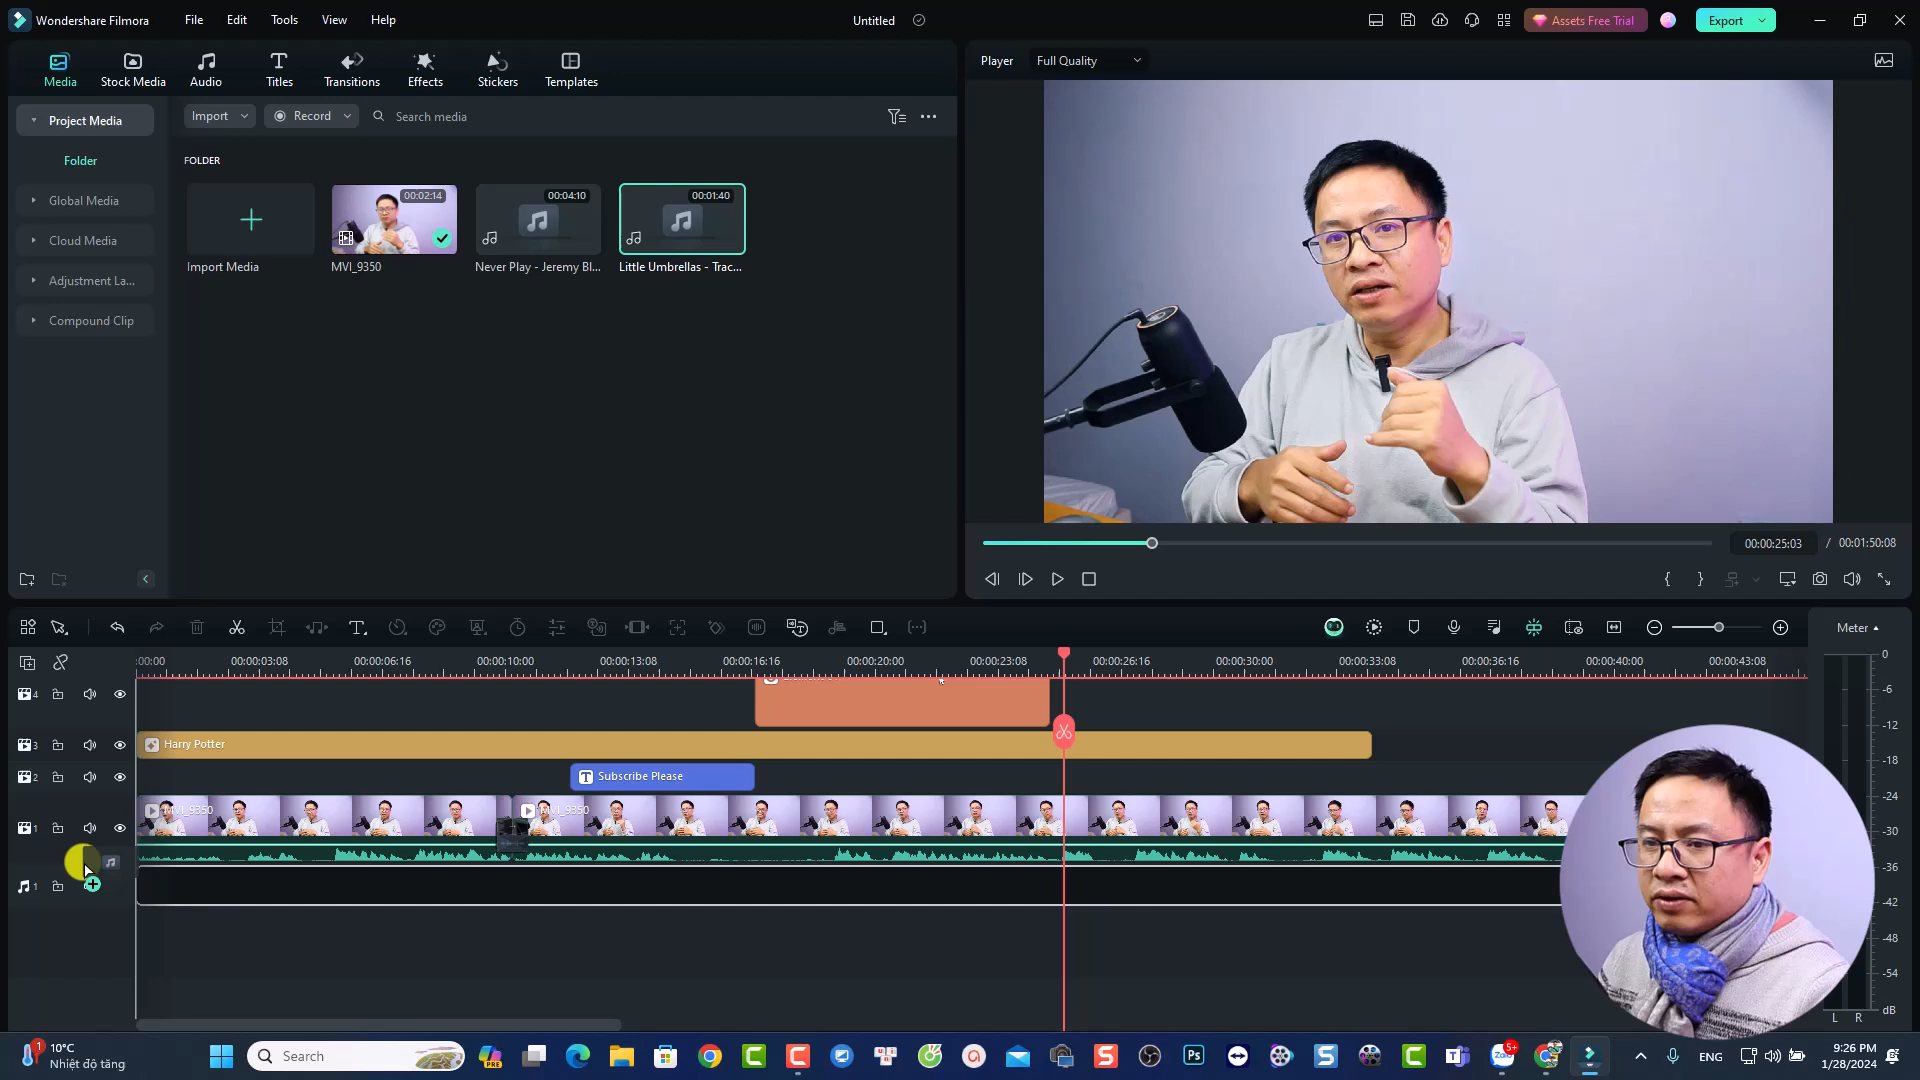 Wondershare Filmora File Edit Tools View Help Untitled Assets Free Trial Export
Media Stock Media Audio Titles Transitions Effects Stickers Templates
Player Full Quality
Project Media
Import Record Search media
Folder
FOLDER
Global Media
Cloud Media
Adjustment La...
Compound Clip
00:02:14 00:04:10 00:01:40
Import Media MVI_9350 Never Play - Jeremy Bl... Little Umbrellas - Trac...
00:00:25:03 / 00:01:50:08
Meter
:00:00 00:00:03:08 00:00:06:16 00:00:10:00 00:00:13:08 00:00:16:16 00:00:20:00 00:00:23:08 00:00:26:16 00:00:30:00 00:00:33:08 00:00:36:16 00:00:40:00 00:00:43:08
0
-6
-12
-18
-24
-30
-36
-42
-48
-54
dB
L R
4
3 Harry Potter
2 Subscribe Please
1 MVI_9350 MVI_9350
1
1 10°C
Nhiệt độ tăng
Search
PRE
Ps
5+
Zalo
ENG
9:26 PM
1/28/2024